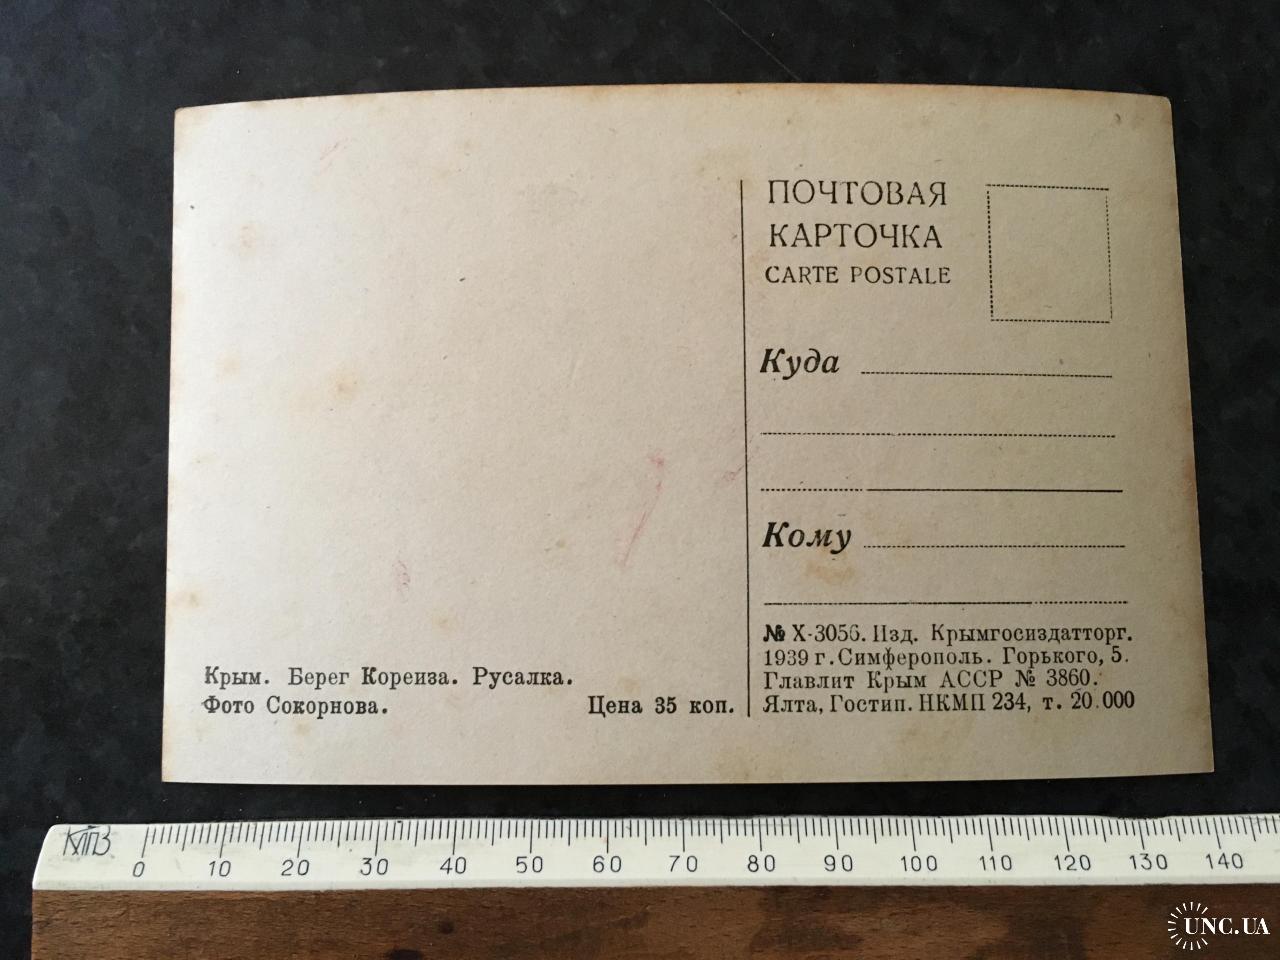 ПОЧТОВАЯ
КАРТОЧКА
CARTE POSTALE
Куда
Кому
№ Х-3056. Изд. Крымгосиздатторг.
1939 г. Симферополь. Горького, 5.
Главлит Крым АССР № 3860.
Ялта, Гостип. НКМП 234, т. 20.000
Крым. Берег Кореиза. Русалка.
Фото Сокорнова. Цена 35 коп.
КПЗ
0 10 20 30 40 50 60 70 80 90 100 110 120 130 140
UNC.UA